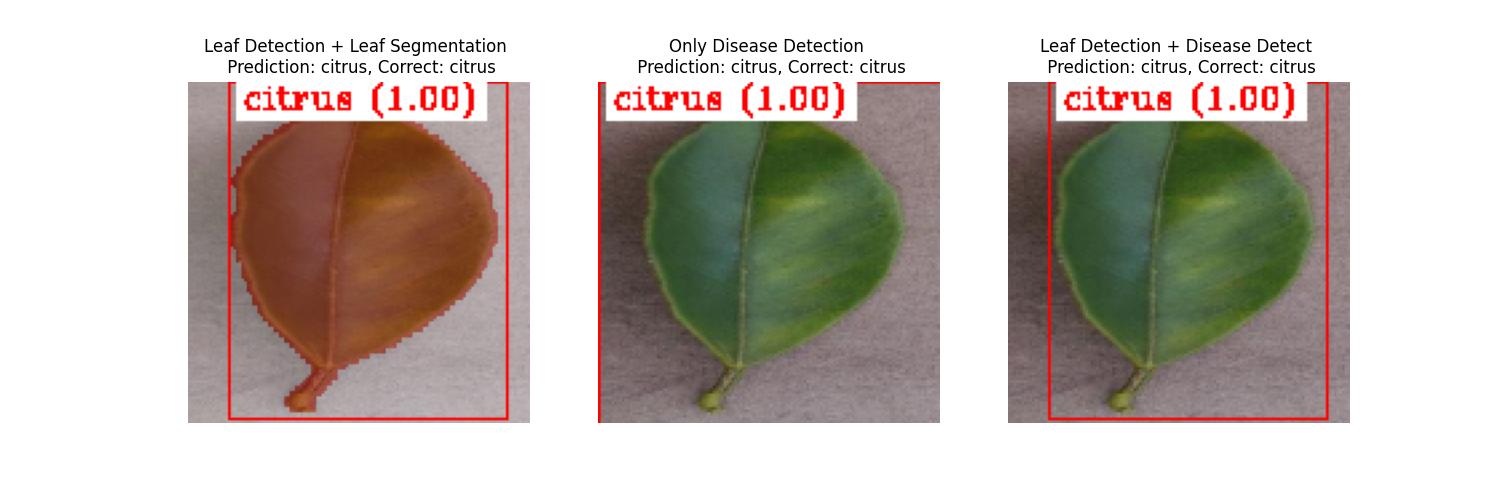 Leaf Detection + Leaf Segmentation
Prediction: citrus, Correct: citrus
citrus (1.00)
Only Disease Detection
Prediction: citrus, Correct: citrus
citrus (1.00)
Leaf Detection + Disease Detect
Prediction: citrus, Correct: citrus
citrus (1.00)